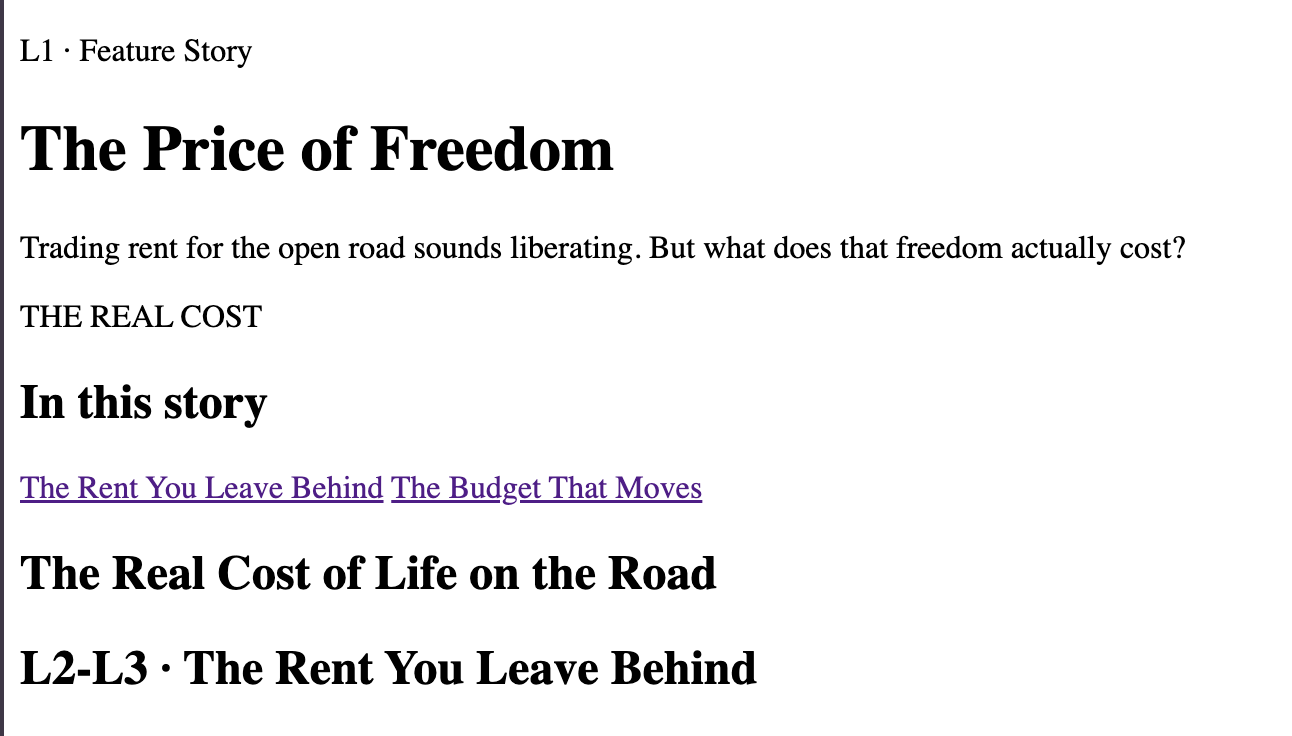 L1 · Feature Story
The Price of Freedom
Trading rent for the open road sounds liberating. But what does that freedom actually cost?
THE REAL COST
In this story
The Rent You Leave Behind The Budget That Moves
The Real Cost of Life on the Road
L2-L3 · The Rent You Leave Behind